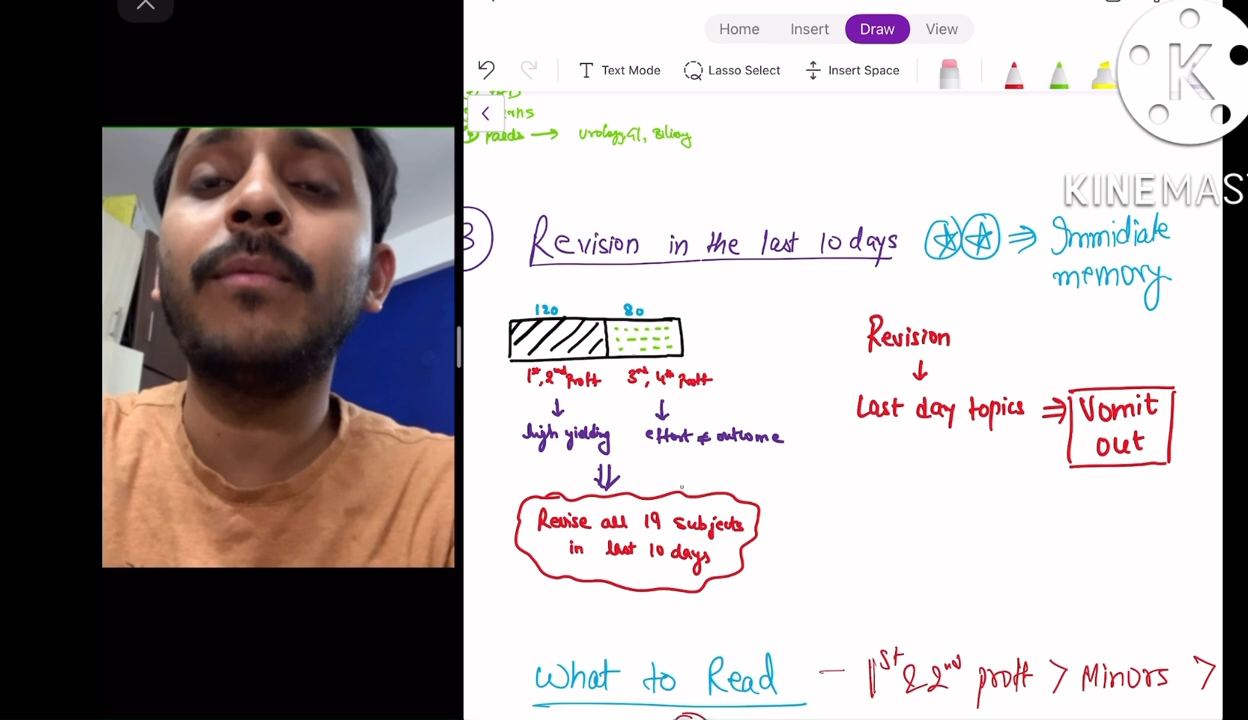 Home Insert Draw View
Text Mode Lasso Select Insert Space
K
KINEMAS
→ Urology, GI, Biliary
Revision in the last 10 days ⇒ Immidiate
memory
120 80
1st, 2nd Proff 3rd, 4th Proff
↓ ↓
high yielding effort & outcome
⇓
Revise all 19 subjects
in last 10 days
Revision
↓
Last day topics ⇒ Vomit
out
What to Read - 1st & 2nd proff > Minors >